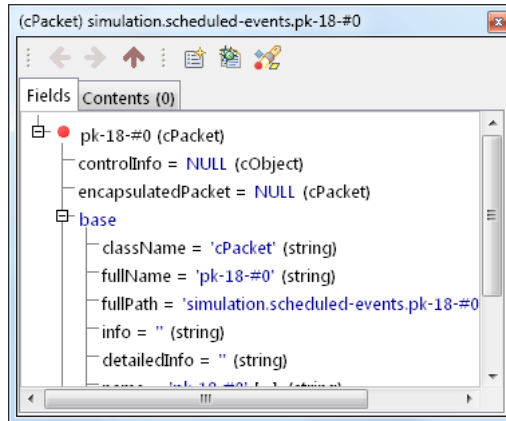 (cPacket) simulation.scheduled-events.pk-18-#0
Fields
Contents (0)
pk-18-#0 (cPacket)
controlInfo = NULL (cObject)
encapsulatedPacket = NULL (cPacket)
base
className = 'cPacket' (string)
fullName = 'pk-18-#0' (string)
fullPath = 'simulation.scheduled-events.pk-18-#0
info = '' (string)
detailedInfo = '' (string)